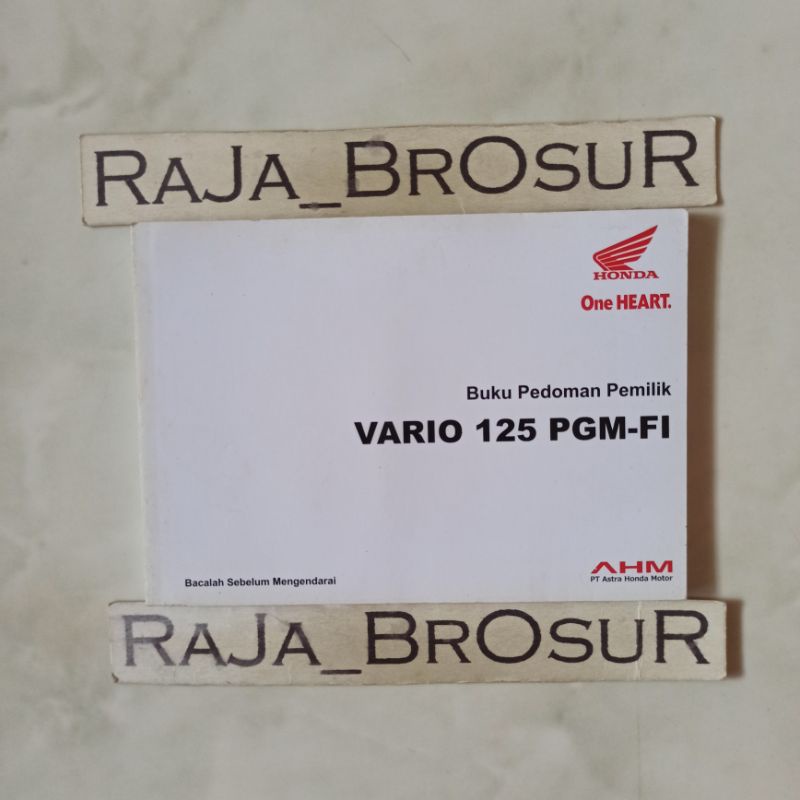 RAJA_BROSUR
HONDA
One HEART.
Buku Pedoman Pemilik
VARIO 125 PGM-FI
Bacalah Sebelum Mengendarai
AHM
PT Astra Honda Motor
RAJA_BROSUR